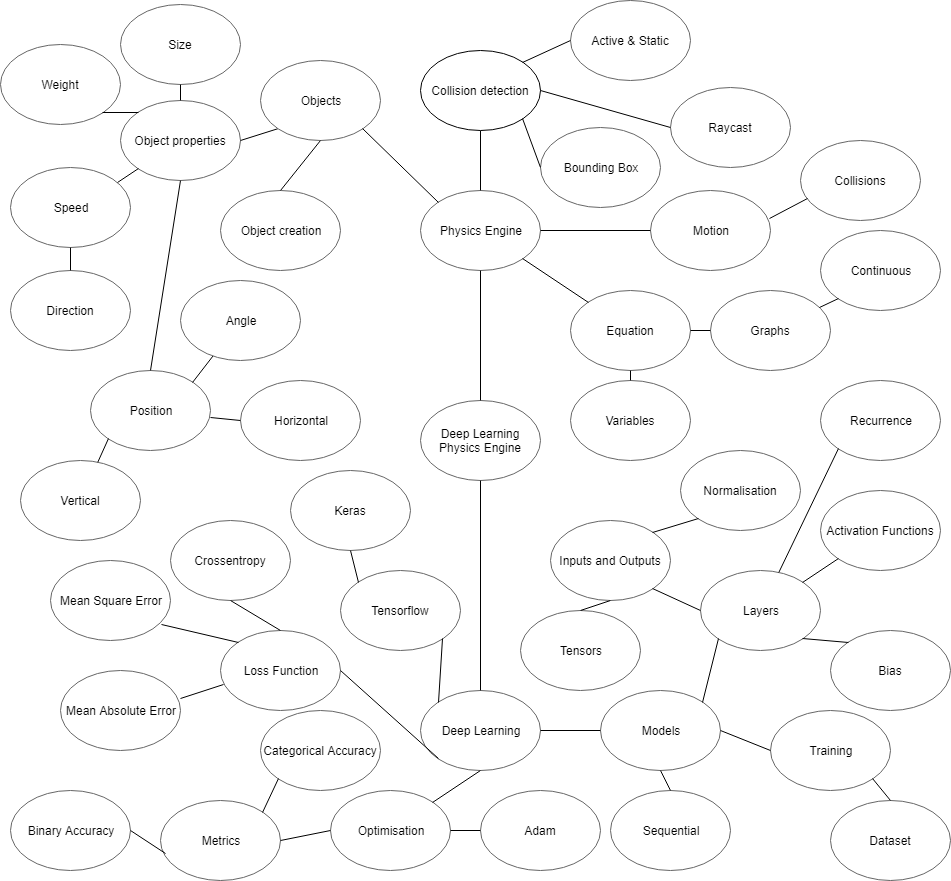 Size
Active & Static
Weight
Collision detection
Objects
Raycast
Object properties
Bounding Box
Collisions
Speed
Object creation
Physics Engine
Motion
Continuous
Direction
Angle
Equation
Graphs
Position
Horizontal
Variables
Recurrence
Deep Learning
Physics Engine
Vertical
Normalisation
Keras
Activation Functions
Crossentropy
Inputs and Outputs
Mean Square Error
Tensorflow
Layers
Tensors
Loss Function
Bias
Mean Absolute Error
Deep Learning
Models
Categorical Accuracy
Training
Binary Accuracy
Metrics
Optimisation
Adam
Sequential
Dataset